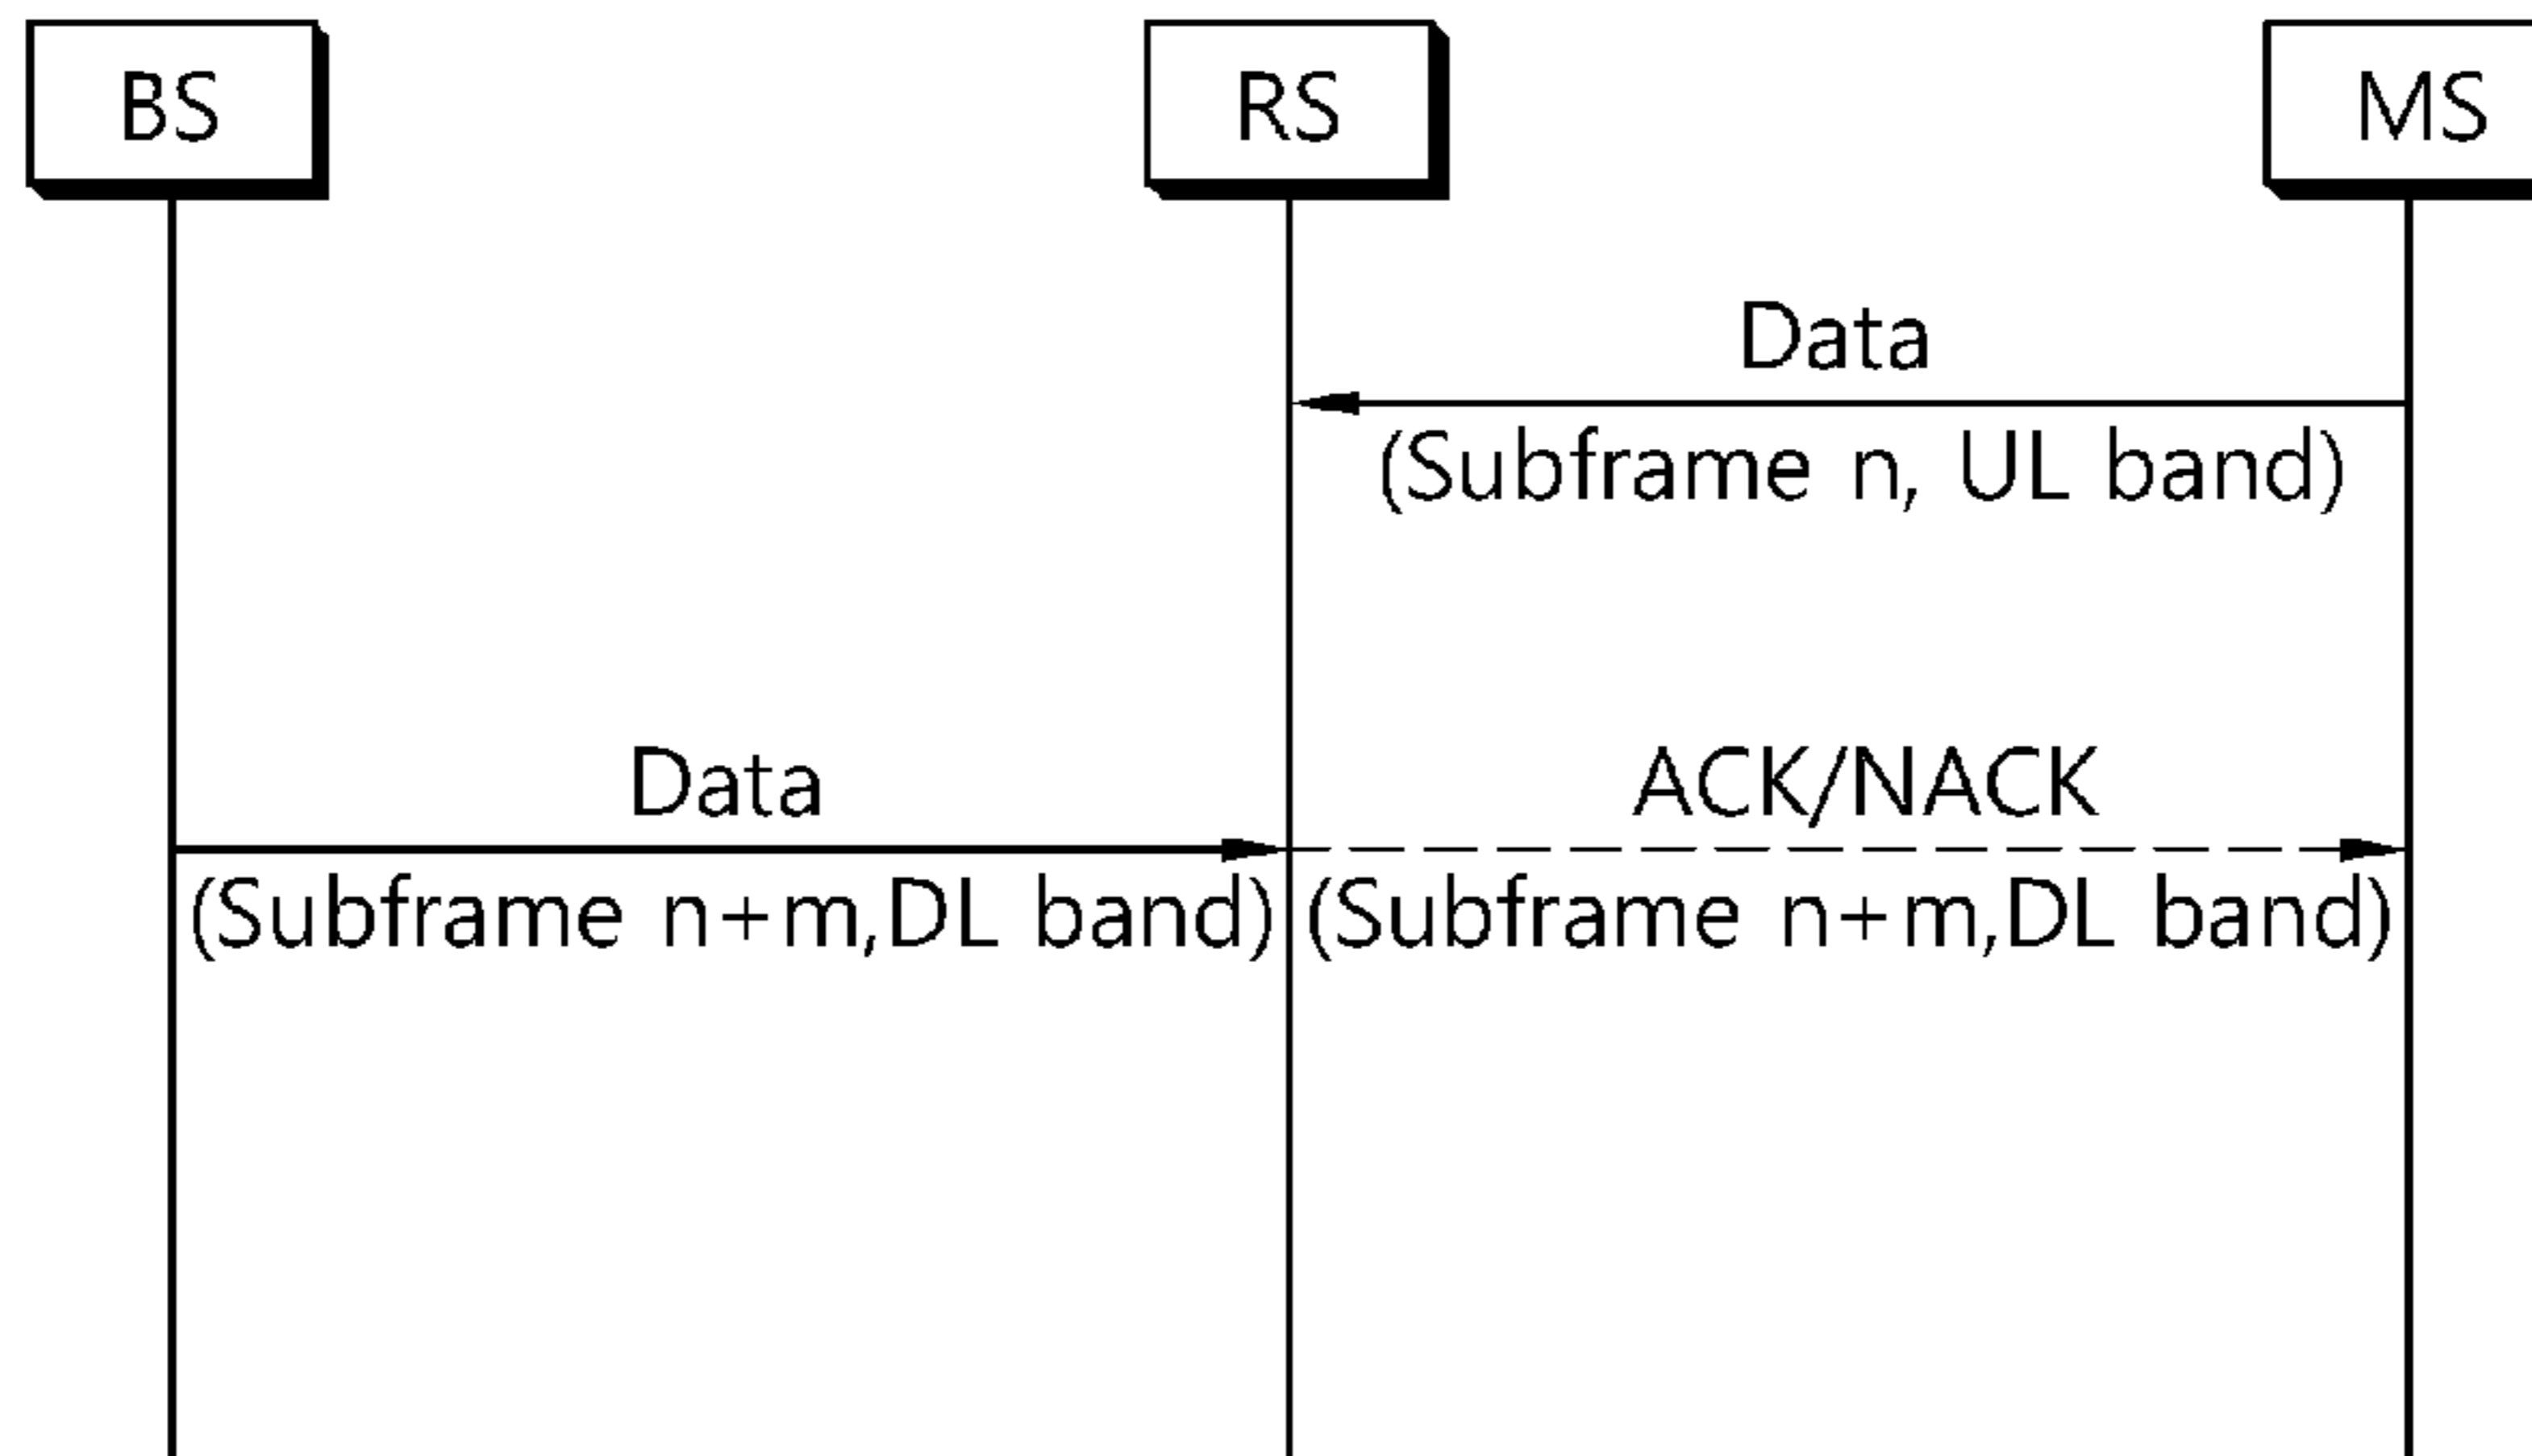 BS
RS
MS
Data
(Subframe n, UL band)
Data
ACK/NACK
(Subframe n+m,DL band)
(Subframe n+m,DL band)